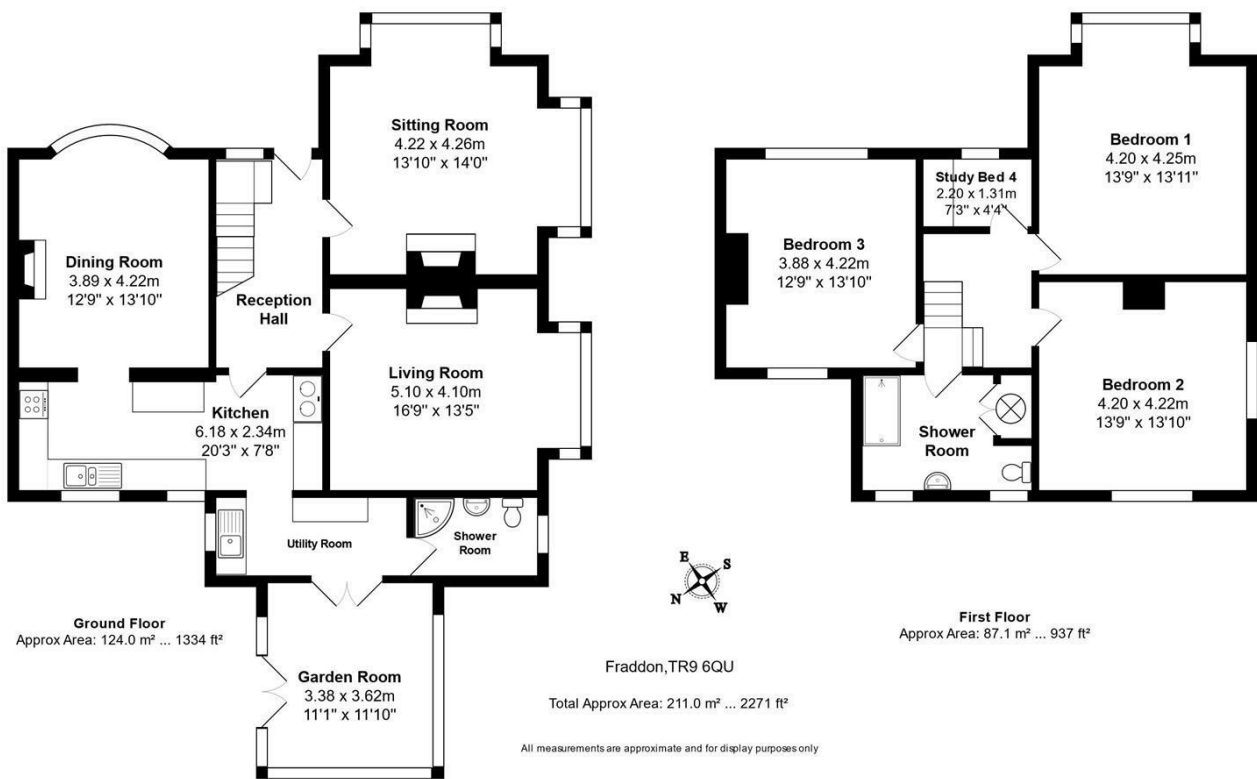 Sitting Room
4.22 x 4.26m
13'10" x 14'0"
Dining Room
3.89 x 4.22m
12'9" x 13'10"
Reception
Hall
Living Room
5.10 x 4.10m
16'9" x 13'5"
Kitchen
6.18 x 2.34m
20'3" x 7'8"
Utility Room
Shower
Room
Garden Room
3.38 x 3.62m
11'1" x 11'10"
Ground Floor
Approx Area: 124.0 m² ... 1334 ft²
Bedroom 1
4.20 x 4.25m
13'9" x 13'11"
Study Bed 4
2.20 x 1.31m
7'3" x 4'4"
Bedroom 3
3.88 x 4.22m
12'9" x 13'10"
Bedroom 2
4.20 x 4.22m
13'9" x 13'10"
Shower
Room
First Floor
Approx Area: 87.1 m² ... 937 ft²
E S
N W
Fraddon,TR9 6QU
Total Approx Area: 211.0 m² ... 2271 ft²
All measurements are approximate and for display purposes only